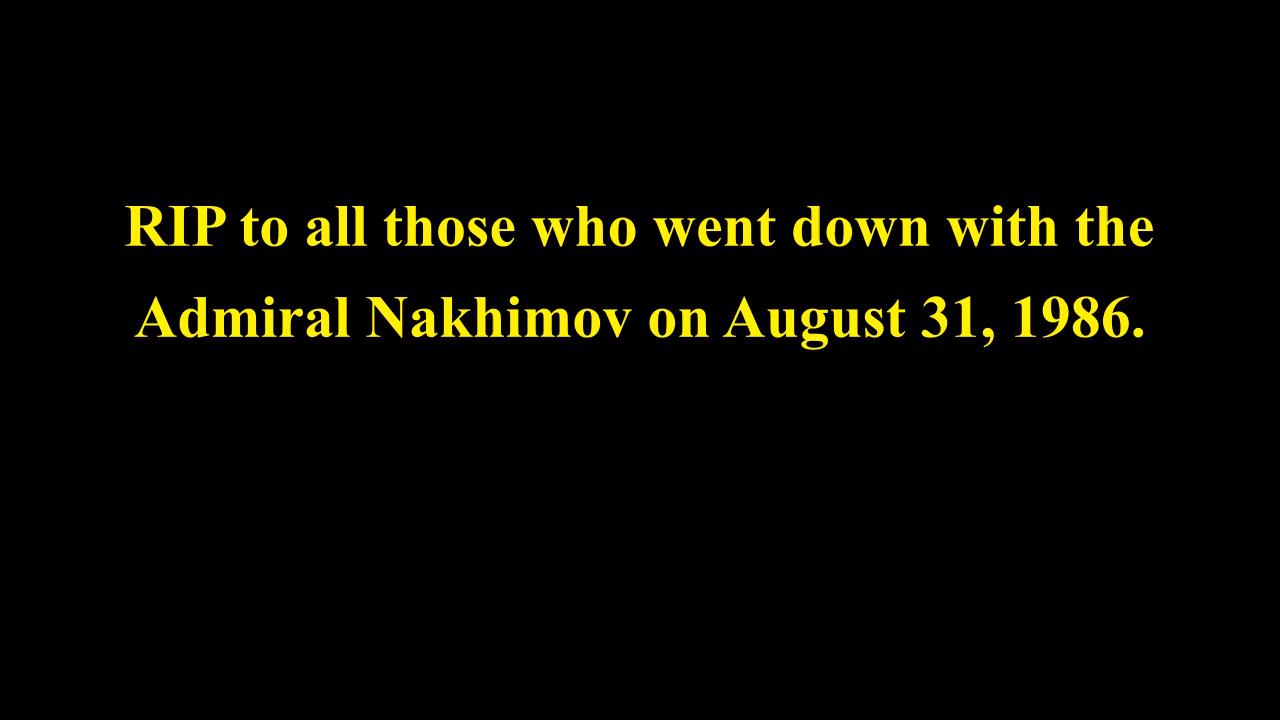 RIP to all those who went down with the
Admiral Nakhimov on August 31, 1986.